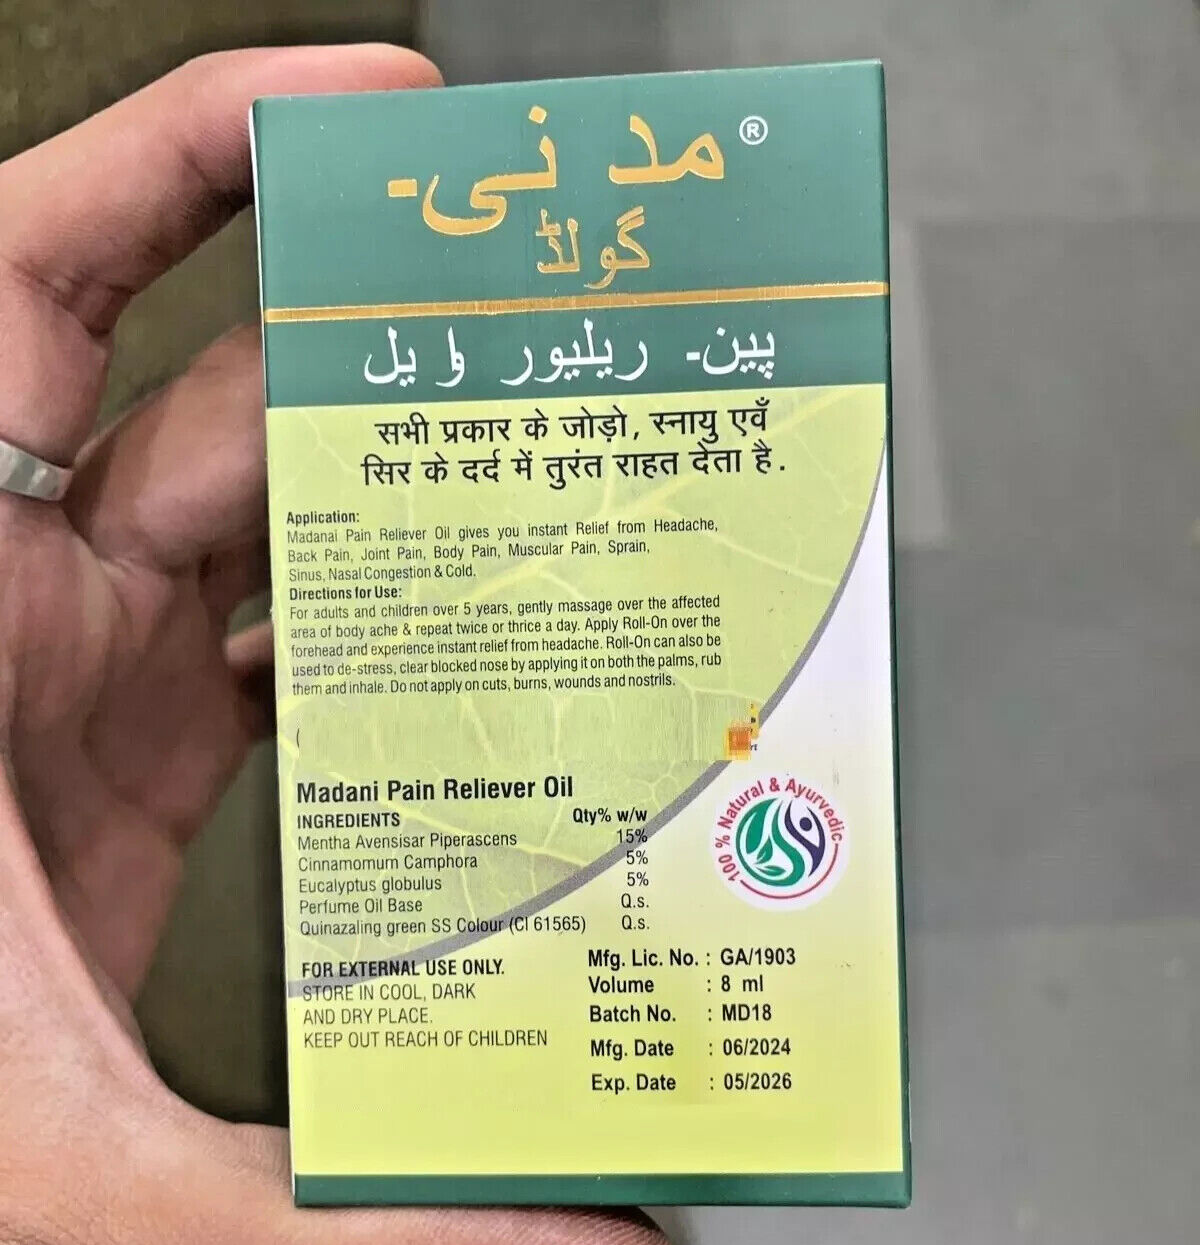 مدنی- ®
گولڈ
پین- ریلیور وایل
सभी प्रकार के जोड़ो, स्नायु एवँ
सिर के दर्द में तुरंत राहत देता है.
Application:
Madanai Pain Reliever Oil gives you instant Relief from Headache,
Back Pain, Joint Pain, Body Pain, Muscular Pain, Sprain,
Sinus, Nasal Congestion & Cold.
Directions for Use:
For adults and children over 5 years, gently massage over the affected
area of body ache & repeat twice or thrice a day. Apply Roll-On over the
forehead and experience instant relief from headache. Roll-On can also be
used to de-stress, clear blocked nose by applying it on both the palms, rub
them and inhale. Do not apply on cuts, burns, wounds and nostrils.
Madani Pain Reliever Oil
INGREDIENTS Qty% w/w
Mentha Avensisar Piperascens 15%
Cinnamomum Camphora 5%
Eucalyptus globulus 5%
Perfume Oil Base Q.s.
Quinazaling green SS Colour (CI 61565) Q.s.
100 % Natural & Ayurvedic
FOR EXTERNAL USE ONLY.
STORE IN COOL, DARK
AND DRY PLACE.
KEEP OUT REACH OF CHILDREN
Mfg. Lic. No. : GA/1903
Volume : 8 ml
Batch No. : MD18
Mfg. Date : 06/2024
Exp. Date : 05/2026